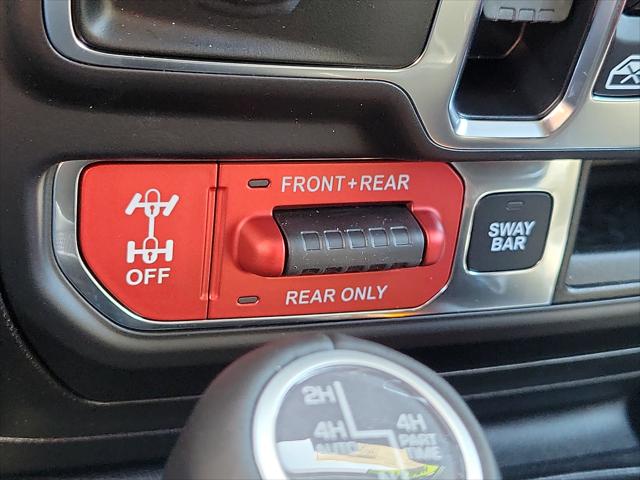 FRONT+REAR
SWAY
BAR
OFF
REAR ONLY
2H
4H
AUTO
4H
PART
TIME